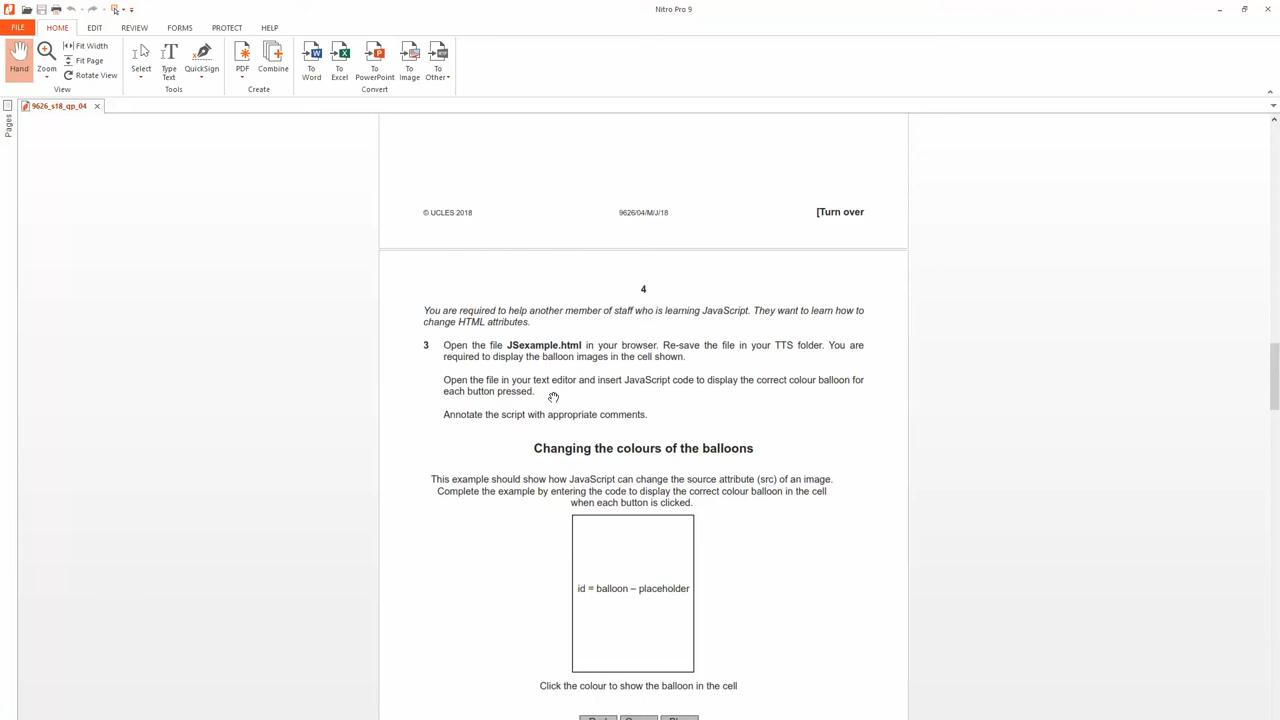 Nitro Pro 9
FILE HOME EDIT REVIEW FORMS PROTECT HELP
Hand Zoom Fit Width Fit Page Rotate View Select Type Text QuickSign PDF Combine To Word To Excel To PowerPoint To Image To Other
View Tools Create Convert
9626_s18_qp_04
Pages
© UCLES 2018 9626/04/M/J/18 [Turn over
4
You are required to help another member of staff who is learning JavaScript. They want to learn how to
change HTML attributes.
3 Open the file JSexample.html in your browser. Re-save the file in your TTS folder. You are
required to display the balloon images in the cell shown.
Open the file in your text editor and insert JavaScript code to display the correct colour balloon for
each button pressed.
Annotate the script with appropriate comments.
Changing the colours of the balloons
This example should show how JavaScript can change the source attribute (src) of an image.
Complete the example by entering the code to display the correct colour balloon in the cell
when each button is clicked.
id = balloon – placeholder
Click the colour to show the balloon in the cell